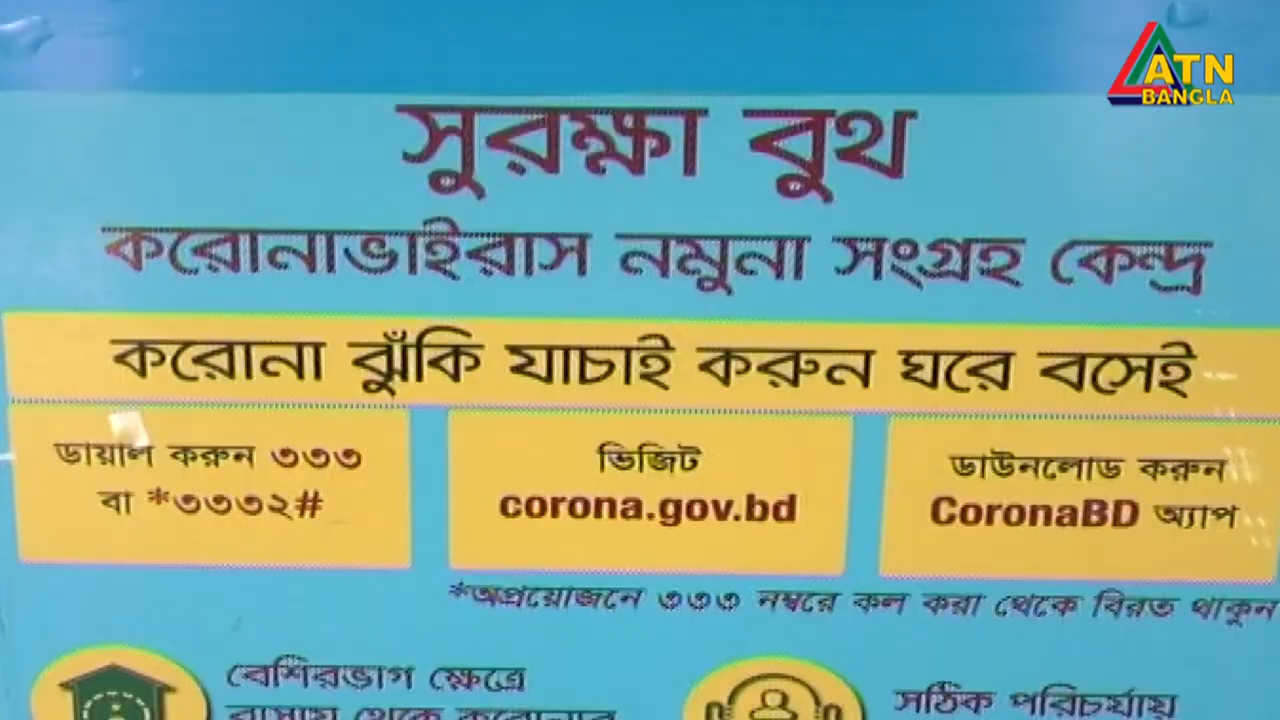 ATN
BANGLA
সুরক্ষা বুথ
করোনাভাইরাস নমুনা সংগ্রহ কেন্দ্র
করোনা ঝুঁকি যাচাই করুন ঘরে বসেই
ডায়াল করুন ৩৩৩
বা *৩৩৩২#
ভিজিট
corona.gov.bd
ডাউনলোড করুন
CoronaBD অ্যাপ
*অপ্রয়োজনে ৩৩৩ নম্বরে কল করা থেকে বিরত থাকুন
বেশিরভাগ ক্ষেত্রে
বাসায় থেকে করোনার
সঠিক পরিচর্যায়